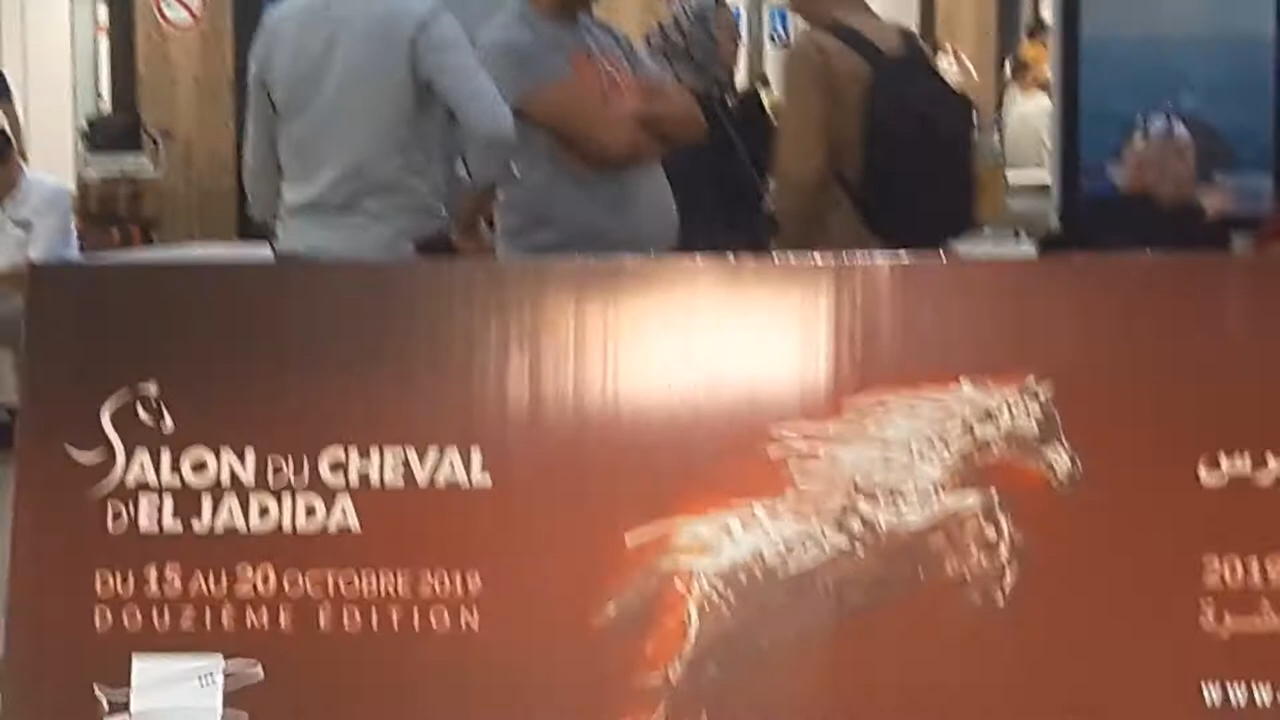 SALON DU CHEVAL
D'EL JADIDA
DU 15 AU 20 OCTOBRE 2019
DOUZIÈME ÉDITION
2019
www.